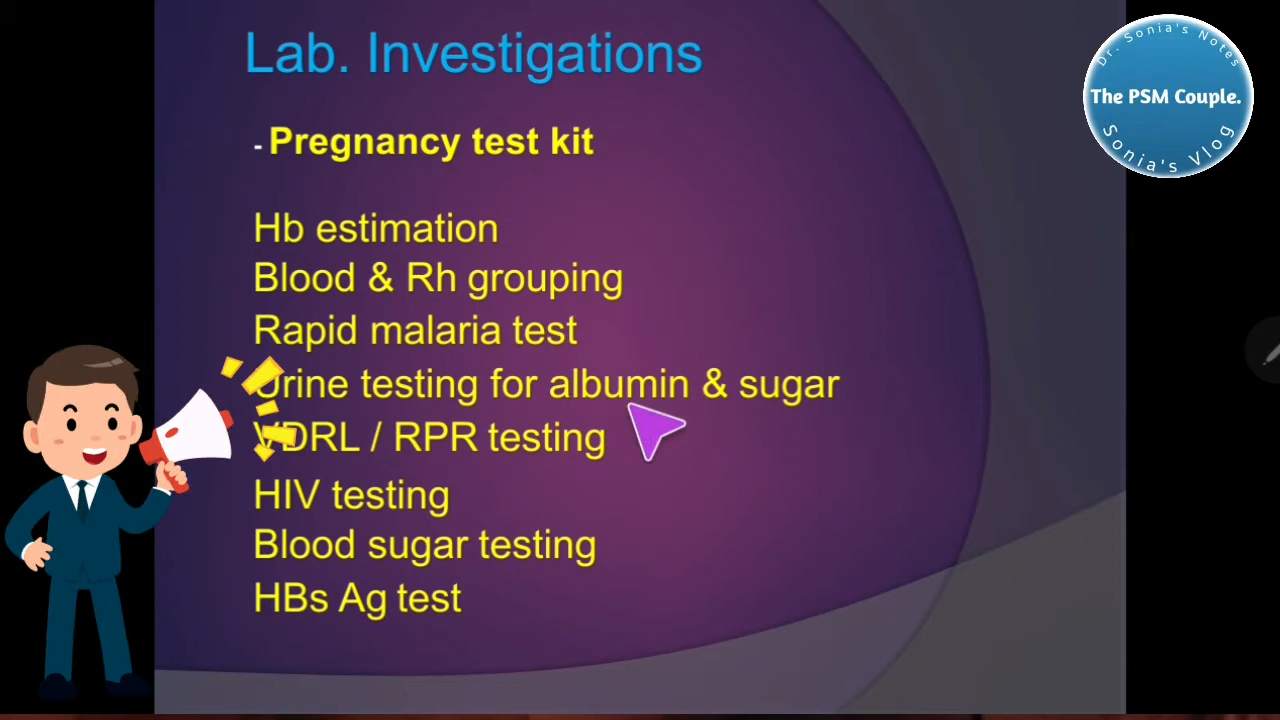 Lab. Investigations
- Pregnancy test kit
Hb estimation
Blood & Rh grouping
Rapid malaria test
Urine testing for albumin & sugar
VDRL / RPR testing
HIV testing
Blood sugar testing
HBs Ag test
Dr. Sonia's Notes
The PSM Couple.
Sonia's Vlog